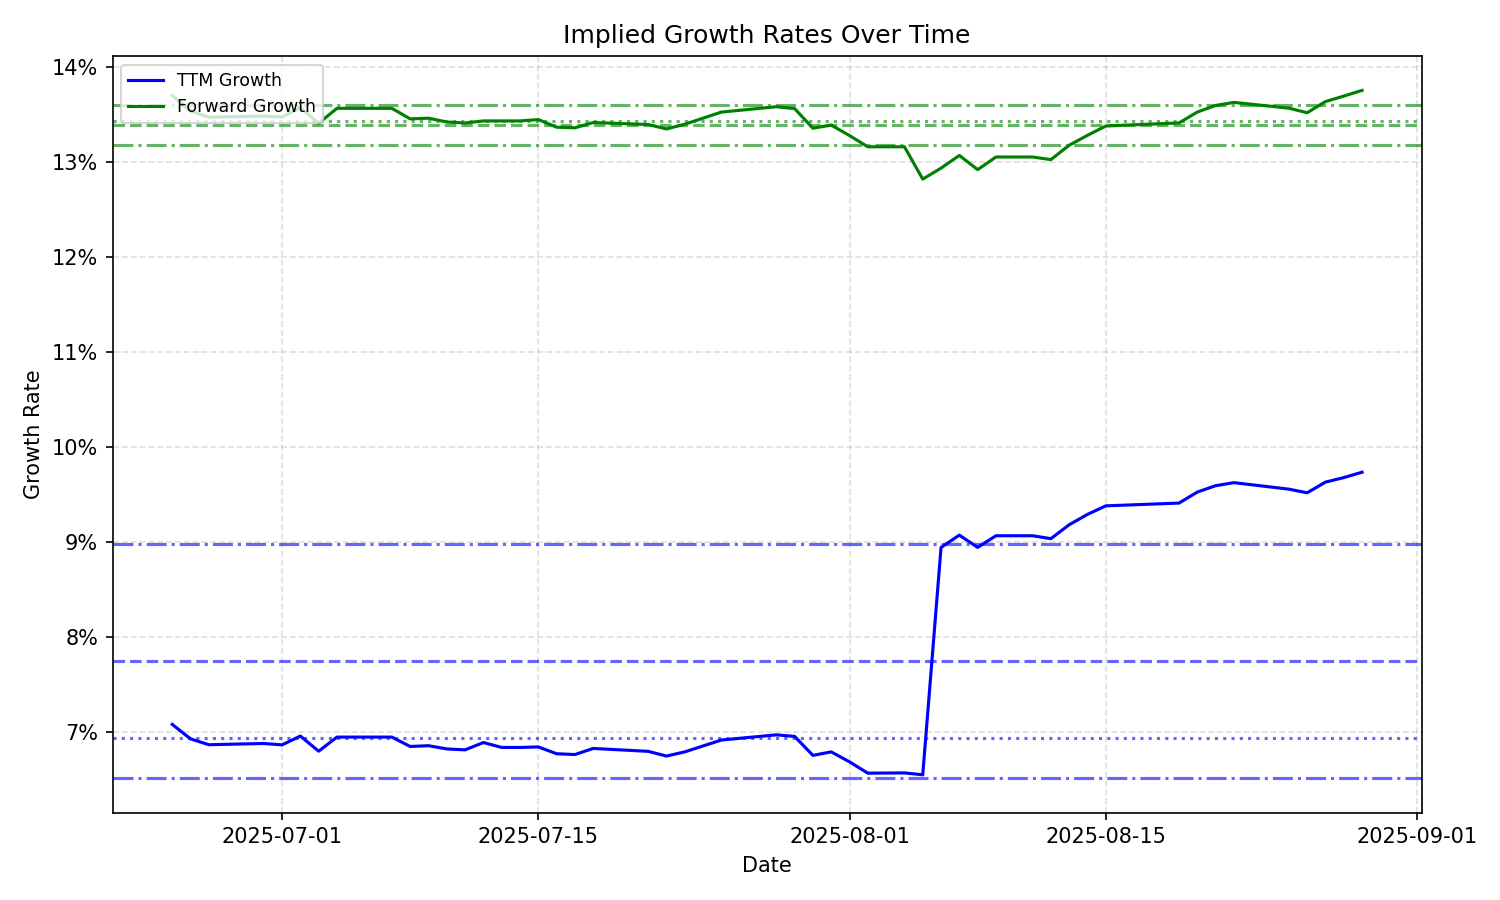 Implied Growth Rates Over Time
TTM Growth
Forward Growth
14%
13%
12%
11%
10%
9%
8%
7%
Growth Rate
2025-07-01
2025-07-15
2025-08-01
2025-08-15
2025-09-01
Date